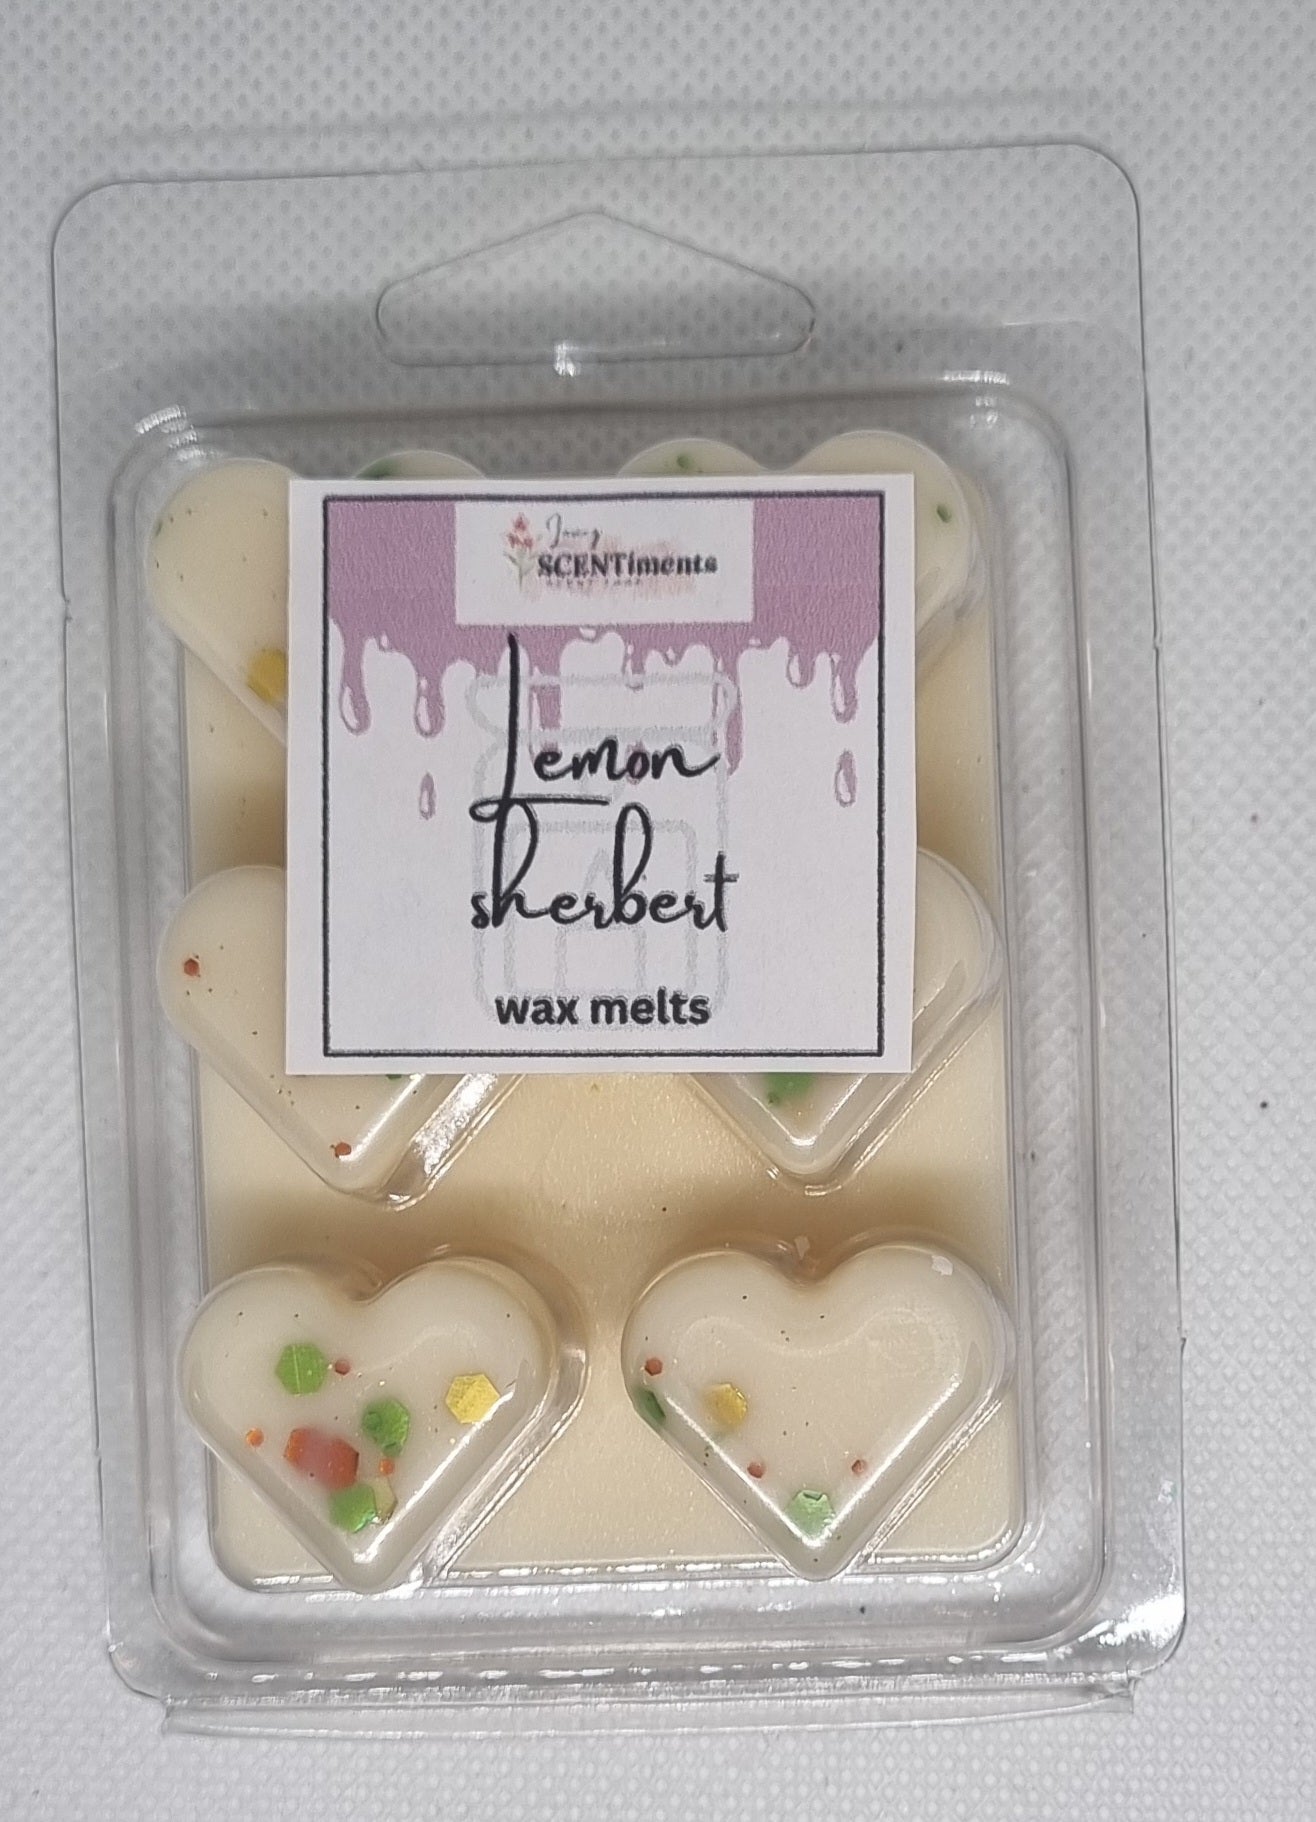 SCENTiments
Lemon
sherbert
wax melts